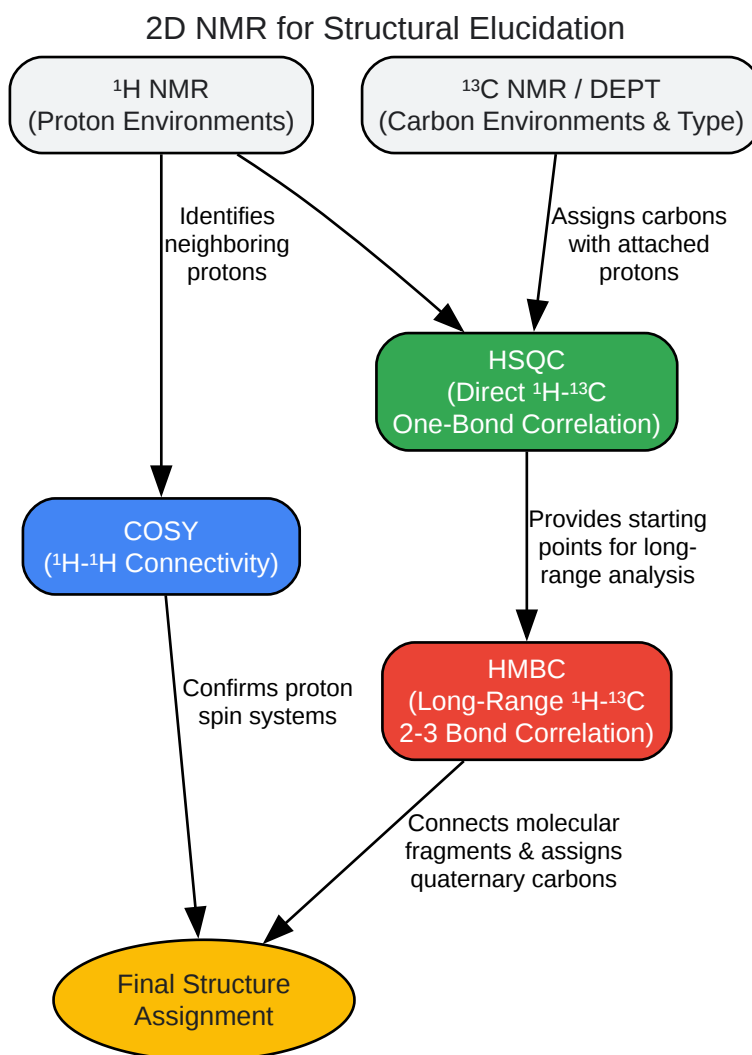 2D NMR for Structural Elucidation
¹H NMR
(Proton Environments)
¹³C NMR / DEPT
(Carbon Environments & Type)
Identifies
neighboring
protons
Assigns carbons
with attached
protons
HSQC
(Direct ¹H-¹³C
One-Bond Correlation)
COSY
(¹H-¹H Connectivity)
Provides starting
points for long-
range analysis
HMBC
(Long-Range ¹H-¹³C
2-3 Bond Correlation)
Confirms proton
spin systems
Connects molecular
fragments & assigns
quaternary carbons
Final Structure
Assignment